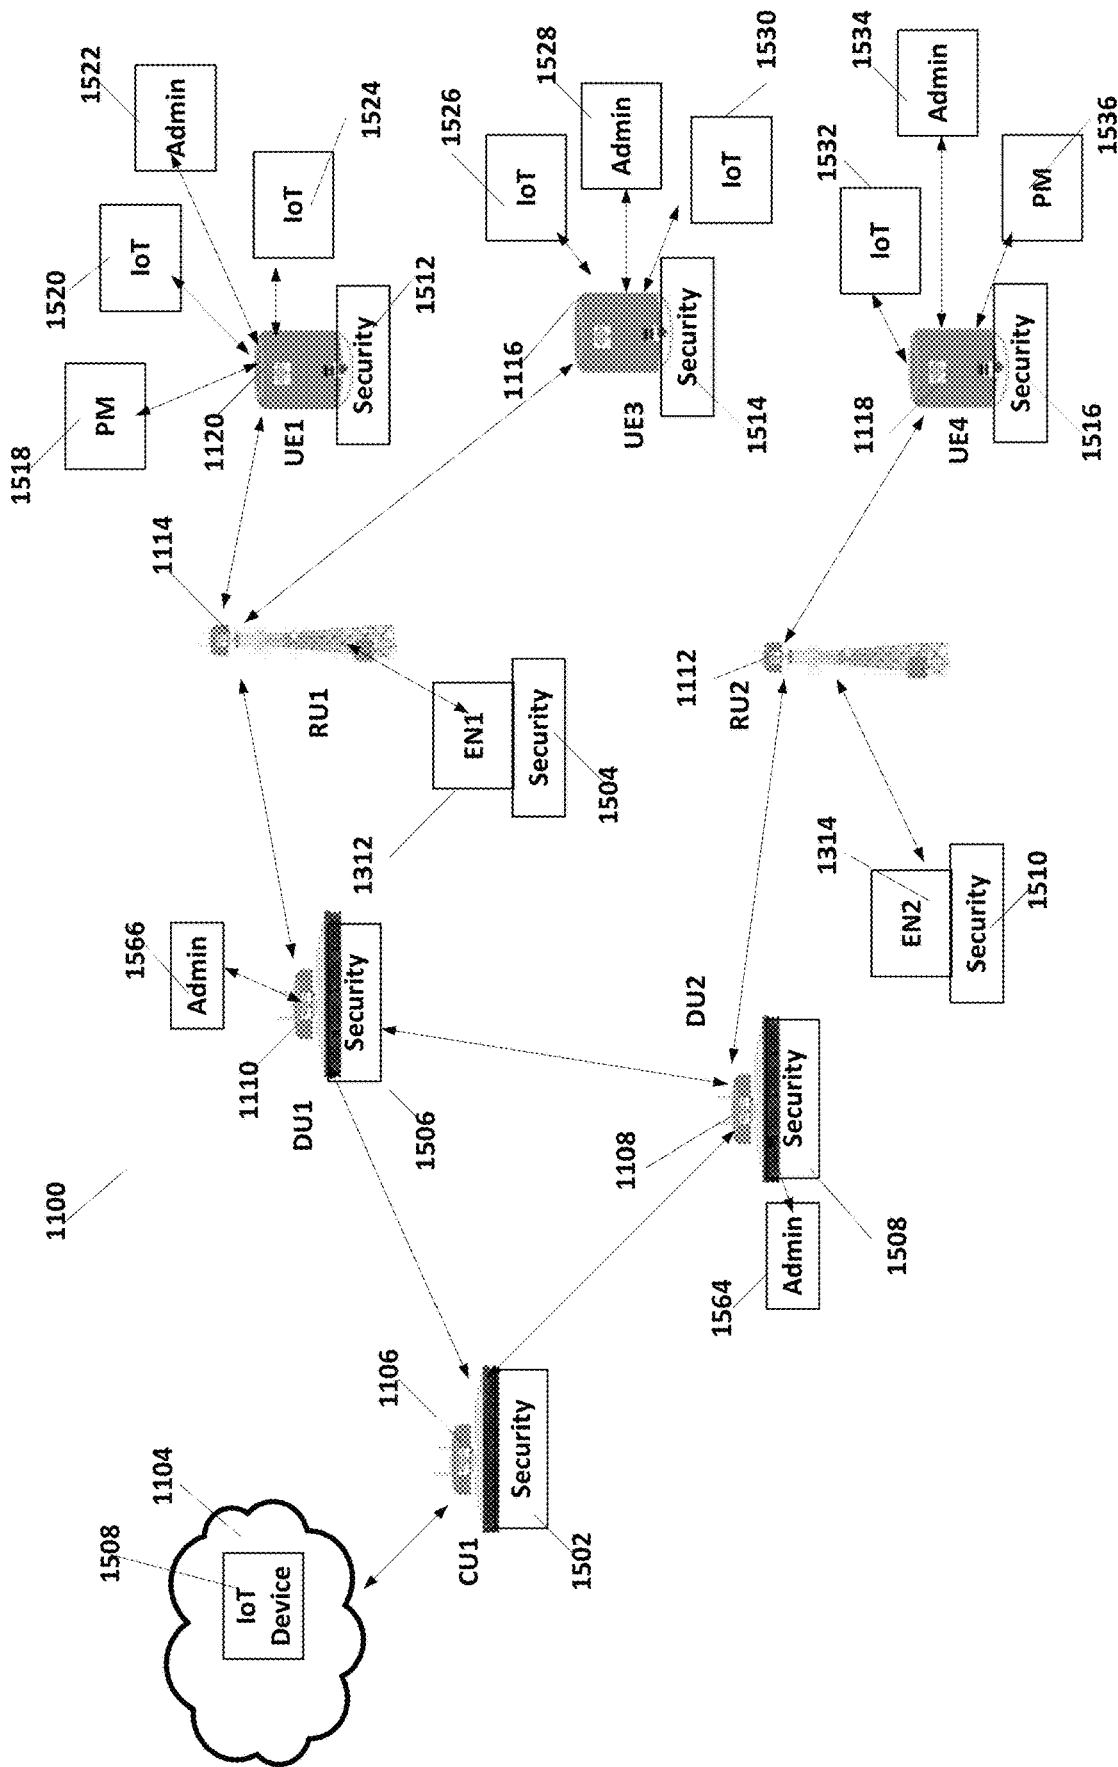 1100
1508
1104
IoT
Device
CU1
1106
Security
1502
1566
Admin
1110
DU1
Security
1506
DU2
1108
Security
1508
Admin
1564
1114
RU1
1312
EN1
Security
1504
1112
RU2
1314
EN2
Security
1510
1518
PM
1520
IoT
1522
Admin
IoT
1524
1120
UE1
Security
1512
1526
IoT
1528
Admin
1530
IoT
1116
UE3
Security
1514
1532
IoT
1534
Admin
PM
1536
1118
UE4
Security
1516